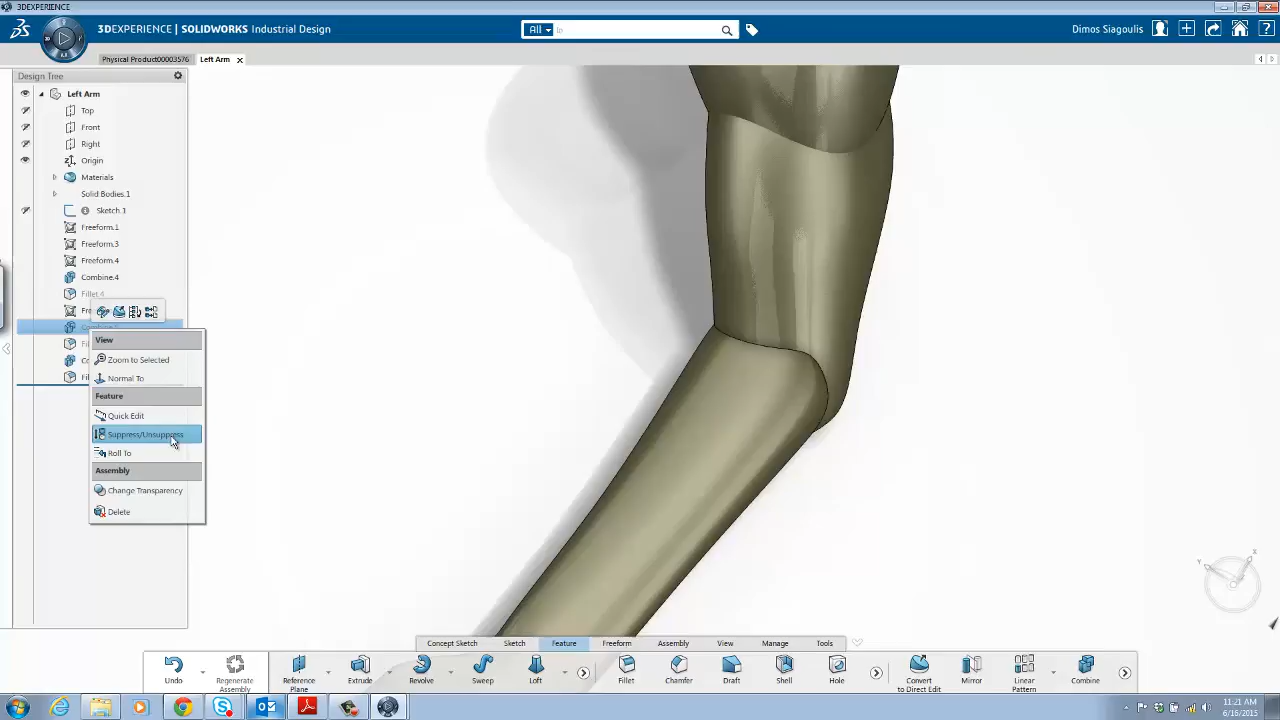 3DEXPERIENCE
3DEXPERIENCE | SOLIDWORKS Industrial Design
All
Dimos Siagoulis
Physical Product00003576
Left Arm
Design Tree
Left Arm
Top
Front
Right
Origin
Materials
Solid Bodies.1
Sketch.1
Freeform.1
Freeform.3
Freeform.4
Combine.4
Fillet.4
View
Zoom to Selected
Normal To
Feature
Quick Edit
Suppress/Unsuppress
Roll To
Assembly
Change Transparency
Delete
X
Y
Concept Sketch
Sketch
Feature
Freeform
Assembly
View
Manage
Tools
Undo
Regenerate Assembly
Reference Plane
Extrude
Revolve
Sweep
Loft
Fillet
Chamfer
Draft
Shell
Hole
Convert to Direct Edit
Mirror
Linear Pattern
Combine
11:21 AM
6/16/2015